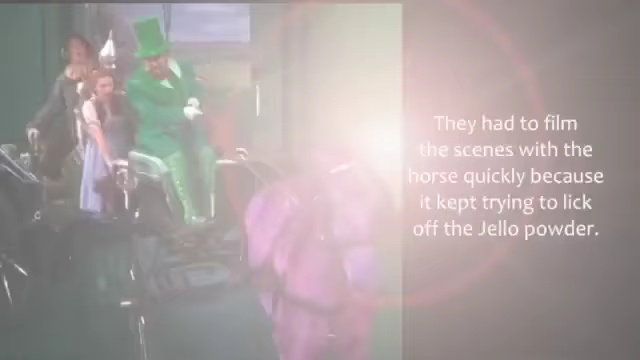 They had to film
the scenes with the
horse quickly because
it kept trying to lick
off the Jello powder.